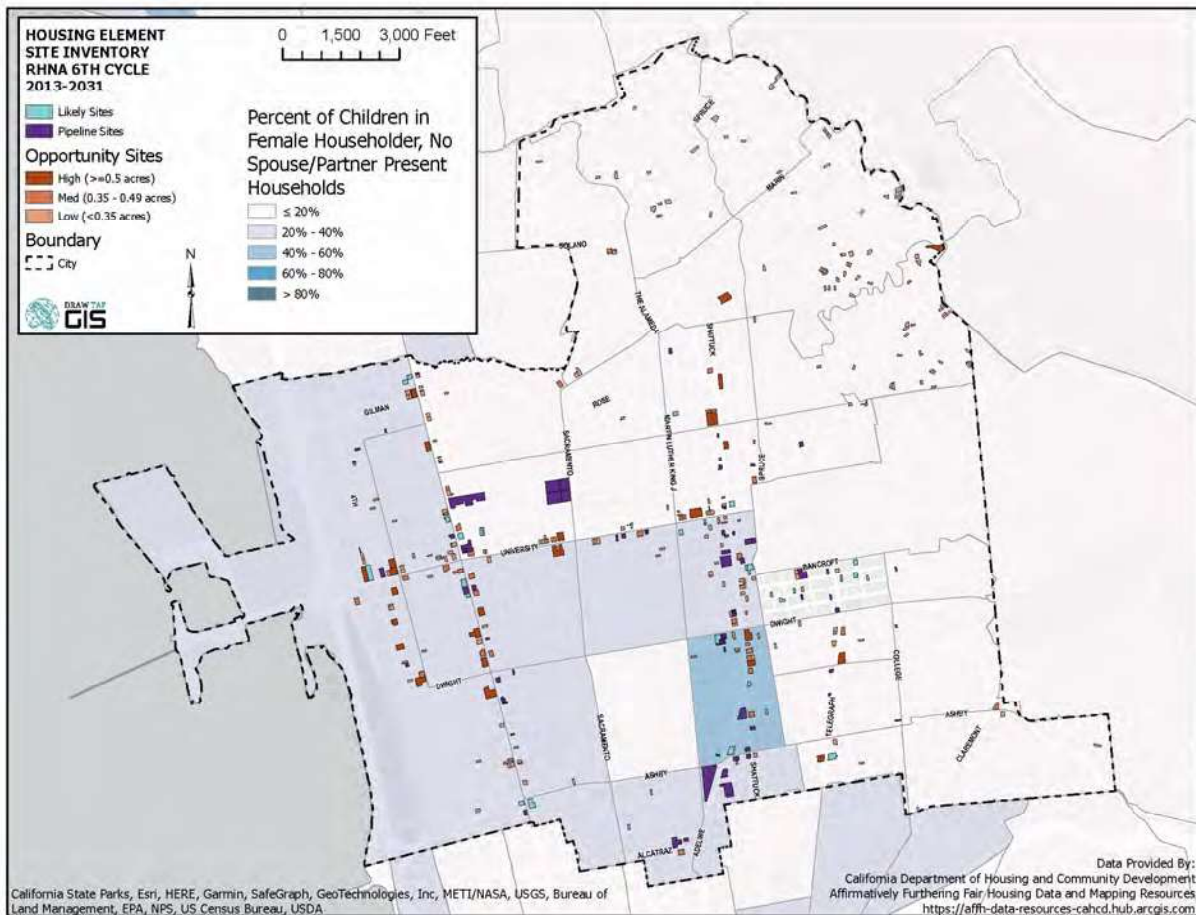 HOUSING ELEMENT
SITE INVENTORY
RHNA 6TH CYCLE
2013-2031
Likely Sites
Pipeline Sites
Opportunity Sites
High (>=0.5 acres)
Med (0.35 - 0.49 acres)
Low (<0.35 acres)
Boundary
City
DRAWTAP
GIS
N
0 1,500 3,000 Feet
Percent of Children in
Female Householder, No
Spouse/Partner Present
Households
≤ 20%
20% - 40%
40% - 60%
60% - 80%
> 80%
SPRUCE
MARIN
SOLANO
THE ALAMEDA
SHATTUCK
GILMAN
ROSE
SACRAMENTO
MARTIN LUTHER KING J
SPRUCE
6TH
UNIVERSITY
BANCROFT
DWIGHT
DWIGHT
SACRAMENTO
TELEGRAPH
COLLEGE
ASHBY
CLAREMONT
ASHBY
SHATTUCK
ADELINE
ALCATRAZ
California State Parks, Esri, HERE, Garmin, SafeGraph, GeoTechnologies, Inc, METI/NASA, USGS, Bureau of
Land Management, EPA, NPS, US Census Bureau, USDA
Data Provided By:
California Department of Housing and Community Development
Affirmatively Furthering Fair Housing Data and Mapping Resources
https://affh-data-resources-cahcd.hub.arcgis.com